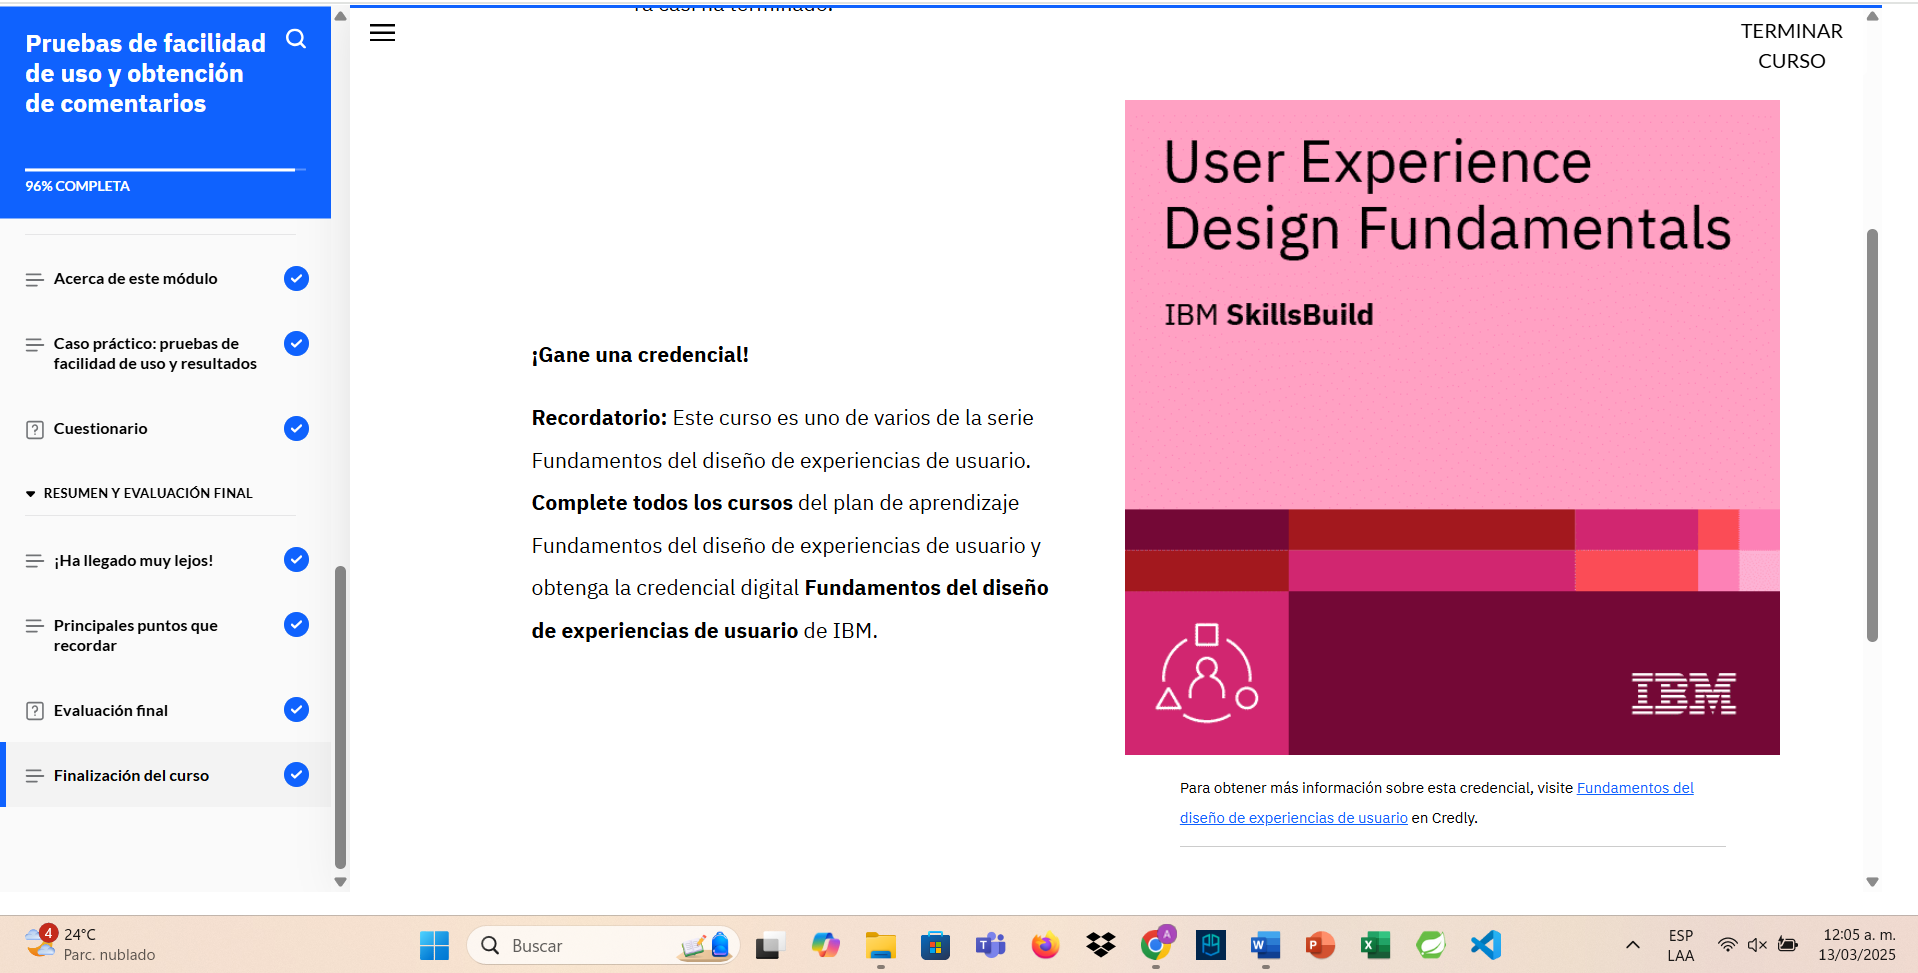 Pruebas de facilidad
de uso y obtención
de comentarios
96% COMPLETA
Acerca de este módulo
Caso práctico: pruebas de
facilidad de uso y resultados
Cuestionario
RESUMEN Y EVALUACIÓN FINAL
¡Ha llegado muy lejos!
Principales puntos que
recordar
Evaluación final
Finalización del curso
Ya casi ha terminado.
TERMINAR
CURSO
¡Gane una credencial!
Recordatorio: Este curso es uno de varios de la serie
Fundamentos del diseño de experiencias de usuario.
Complete todos los cursos del plan de aprendizaje
Fundamentos del diseño de experiencias de usuario y
obtenga la credencial digital Fundamentos del diseño
de experiencias de usuario de IBM.
User Experience
Design Fundamentals
IBM SkillsBuild
IBM
Para obtener más información sobre esta credencial, visite Fundamentos del
diseño de experiencias de usuario en Credly.
4
24°C
Parc. nublado
Buscar
A
ESP
LAA
12:05 a. m.
13/03/2025